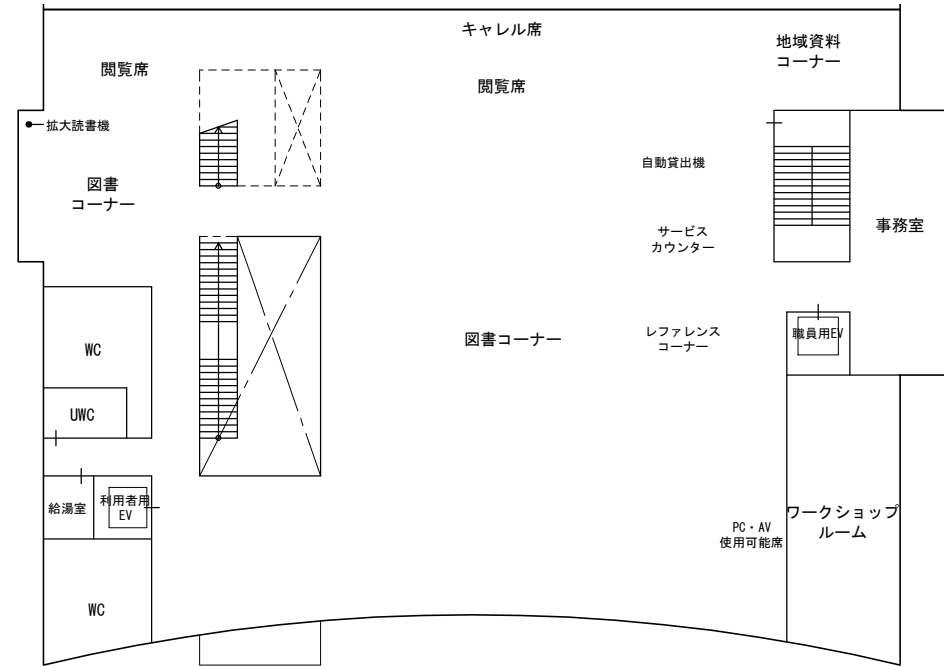 キャレル席
地域資料
コーナー
閲覧席
閲覧席
拡大読書機
自動貸出機
図書
コーナー
サービス
カウンター
事務室
レファレンス
コーナー
職員用EV
図書コーナー
WC
UWC
給湯室
利用者用
EV
PC・AV
使用可能席
ワークショップ
ルーム
WC